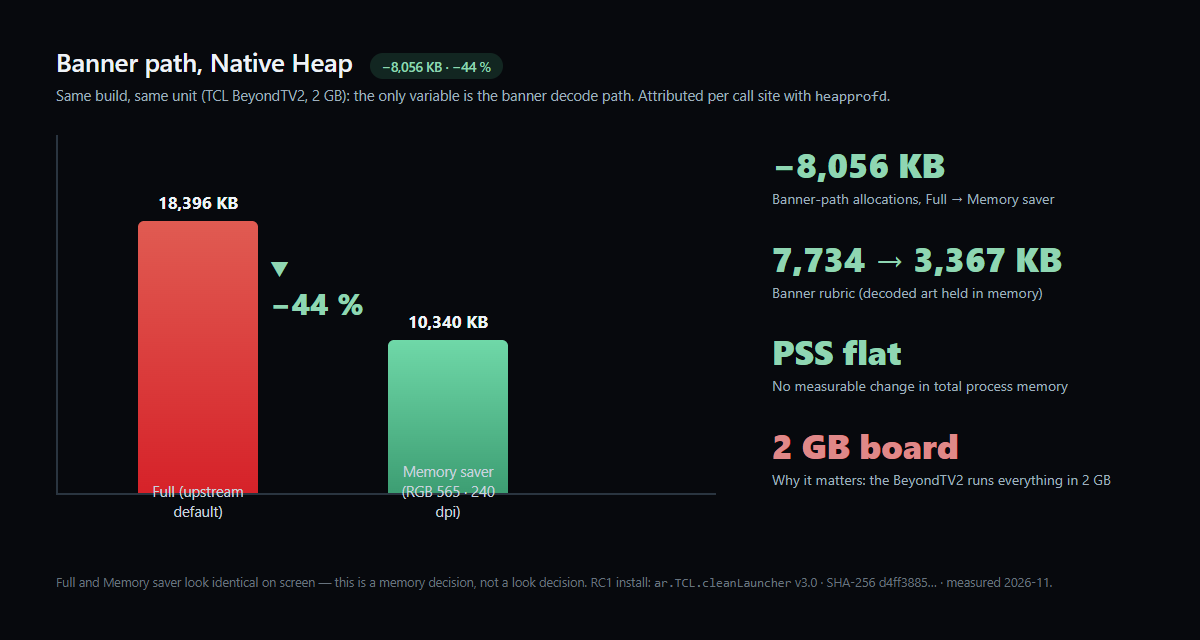 Banner path, Native Heap
−8,056 KB · −44 %
Same build, same unit (TCL BeyondTV2, 2 GB): the only variable is the banner decode path. Attributed per call site with heapprofd.
18,396 KB
▼
−44 %
10,340 KB
Full (upstream
default)
Memory saver
(RGB 565 · 240
dpi)
−8,056 KB
Banner-path allocations, Full → Memory saver
7,734 → 3,367 KB
Banner rubric (decoded art held in memory)
PSS flat
No measurable change in total process memory
2 GB board
Why it matters: the BeyondTV2 runs everything in 2 GB
Full and Memory saver look identical on screen — this is a memory decision, not a look decision. RC1 install: ar.TCL.cleanLauncher v3.0 · SHA-256 d4ff3885… · measured 2026-11.